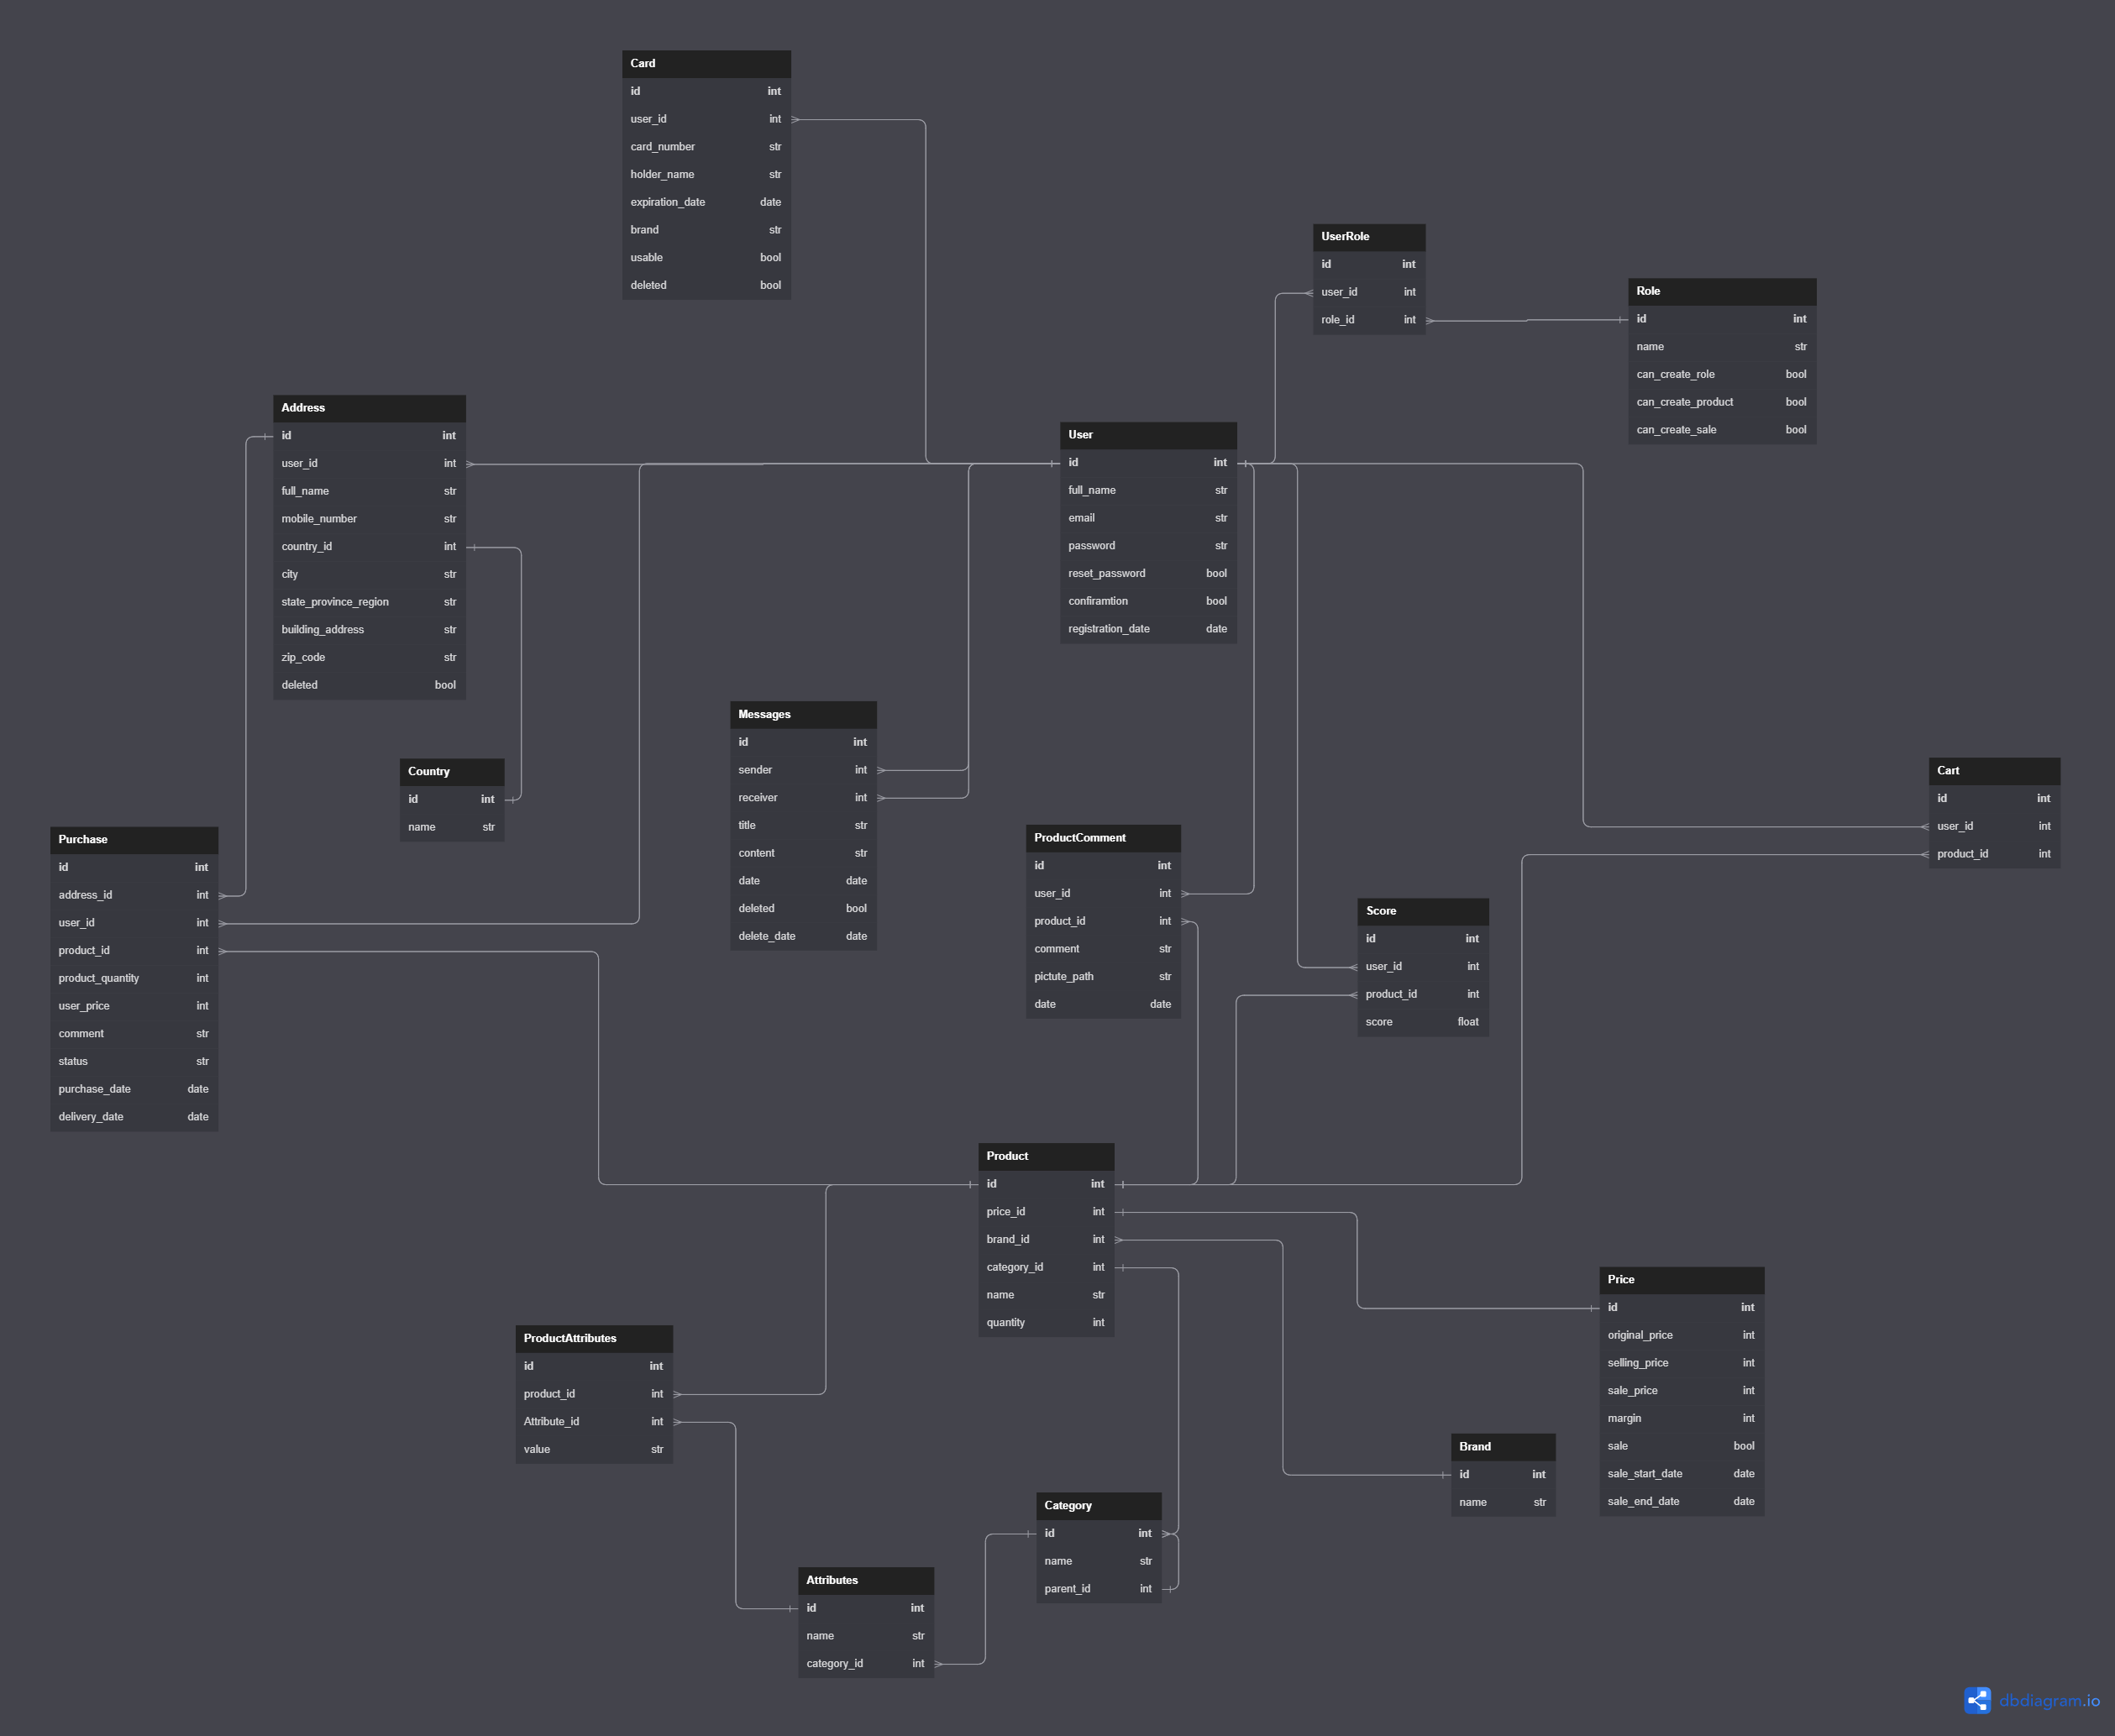 Card
id int
user_id int
card_number str
holder_name str
expiration_date date
brand str
usable bool
deleted bool
UserRole
id int
user_id int
role_id int
Role
id int
name str
can_create_role bool
can_create_product bool
can_create_sale bool
Address
id int
user_id int
full_name str
mobile_number str
country_id int
city str
state_province_region str
building_address str
zip_code str
deleted bool
User
id int
full_name str
email str
password str
reset_password bool
confiramtion bool
registration_date date
Messages
id int
sender int
receiver int
title str
content str
date date
deleted bool
delete_date date
Country
id int
name str
Cart
id int
user_id int
product_id int
Purchase
id int
address_id int
user_id int
product_id int
product_quantity int
user_price int
comment str
status str
purchase_date date
delivery_date date
ProductComment
id int
user_id int
product_id int
comment str
pictute_path str
date date
Score
id int
user_id int
product_id int
score float
Product
id int
price_id int
brand_id int
category_id int
name str
quantity int
Price
id int
original_price int
selling_price int
sale_price int
margin int
sale bool
sale_start_date date
sale_end_date date
ProductAttributes
id int
product_id int
Attribute_id int
value str
Brand
id int
name str
Category
id int
name str
parent_id int
Attributes
id int
name str
category_id int
dbdiagram.io